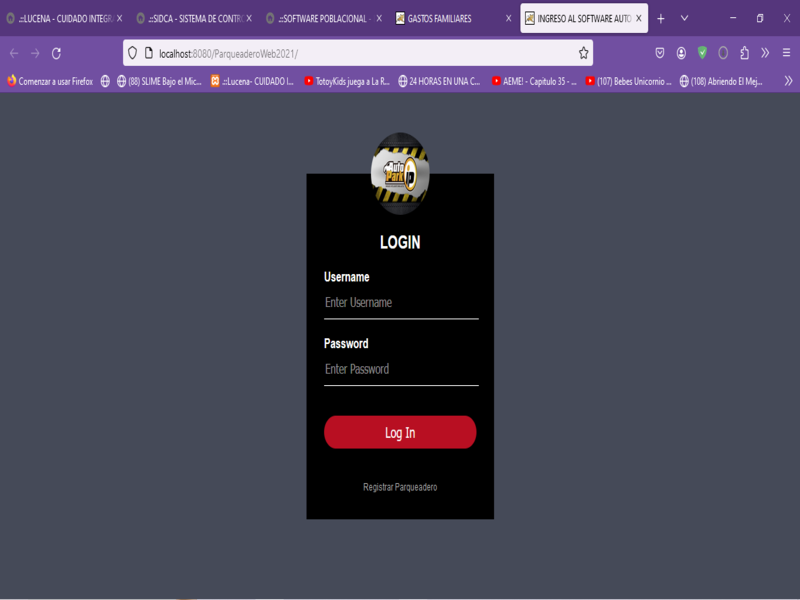 .::LUCENA - CUIDADO INTEGRA
.::SIDCA - SISTEMA DE CONTRO
.::SOFTWARE POBLACIONAL -
GASTOS FAMILIARES
INGRESO AL SOFTWARE AUTO
localhost:8080/ParqueaderoWeb2021/
Comenzar a usar Firefox
(88) SLIME Bajo el Mic...
.::Lucena- CUIDADO I...
TotoyKids juega a La R...
24 HORAS EN UNA C...
AEME! - Capitulo 35 - ...
(107) Bebes Unicornio ...
(108) Abriendo El Mej...
Auto
Park
LOGIN
Username
Enter Username
Password
Enter Password
Log In
Registrar Parqueadero